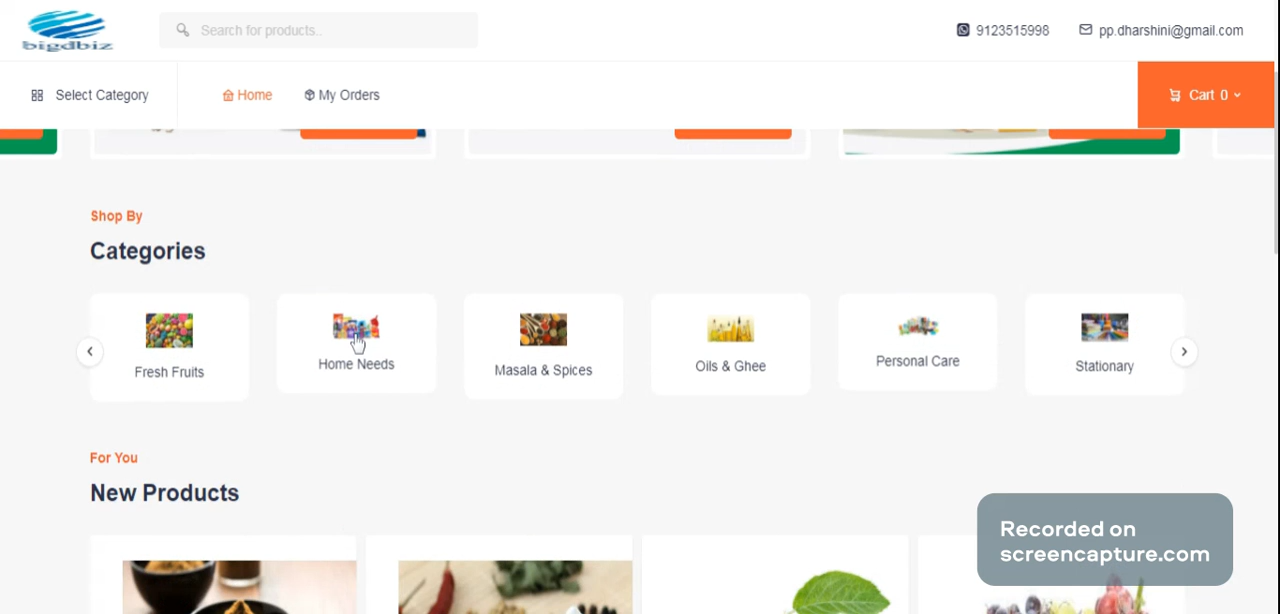 bigdbiz
Search for products..
9123515998
pp.dharshini@gmail.com
Select Category
Home
My Orders
Cart 0
Shop By
Categories
Fresh Fruits
Home Needs
Masala & Spices
Oils & Ghee
Personal Care
Stationary
For You
New Products
Recorded on
screencapture.com